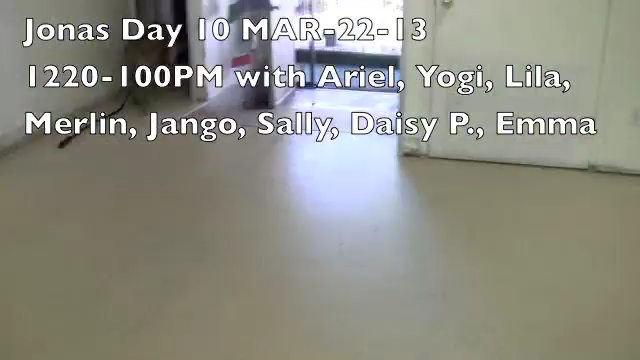 Jonas Day 10 MAR-22-13
1220-100PM with Ariel, Yogi, Lila,
Merlin, Jango, Sally, Daisy P., Emma